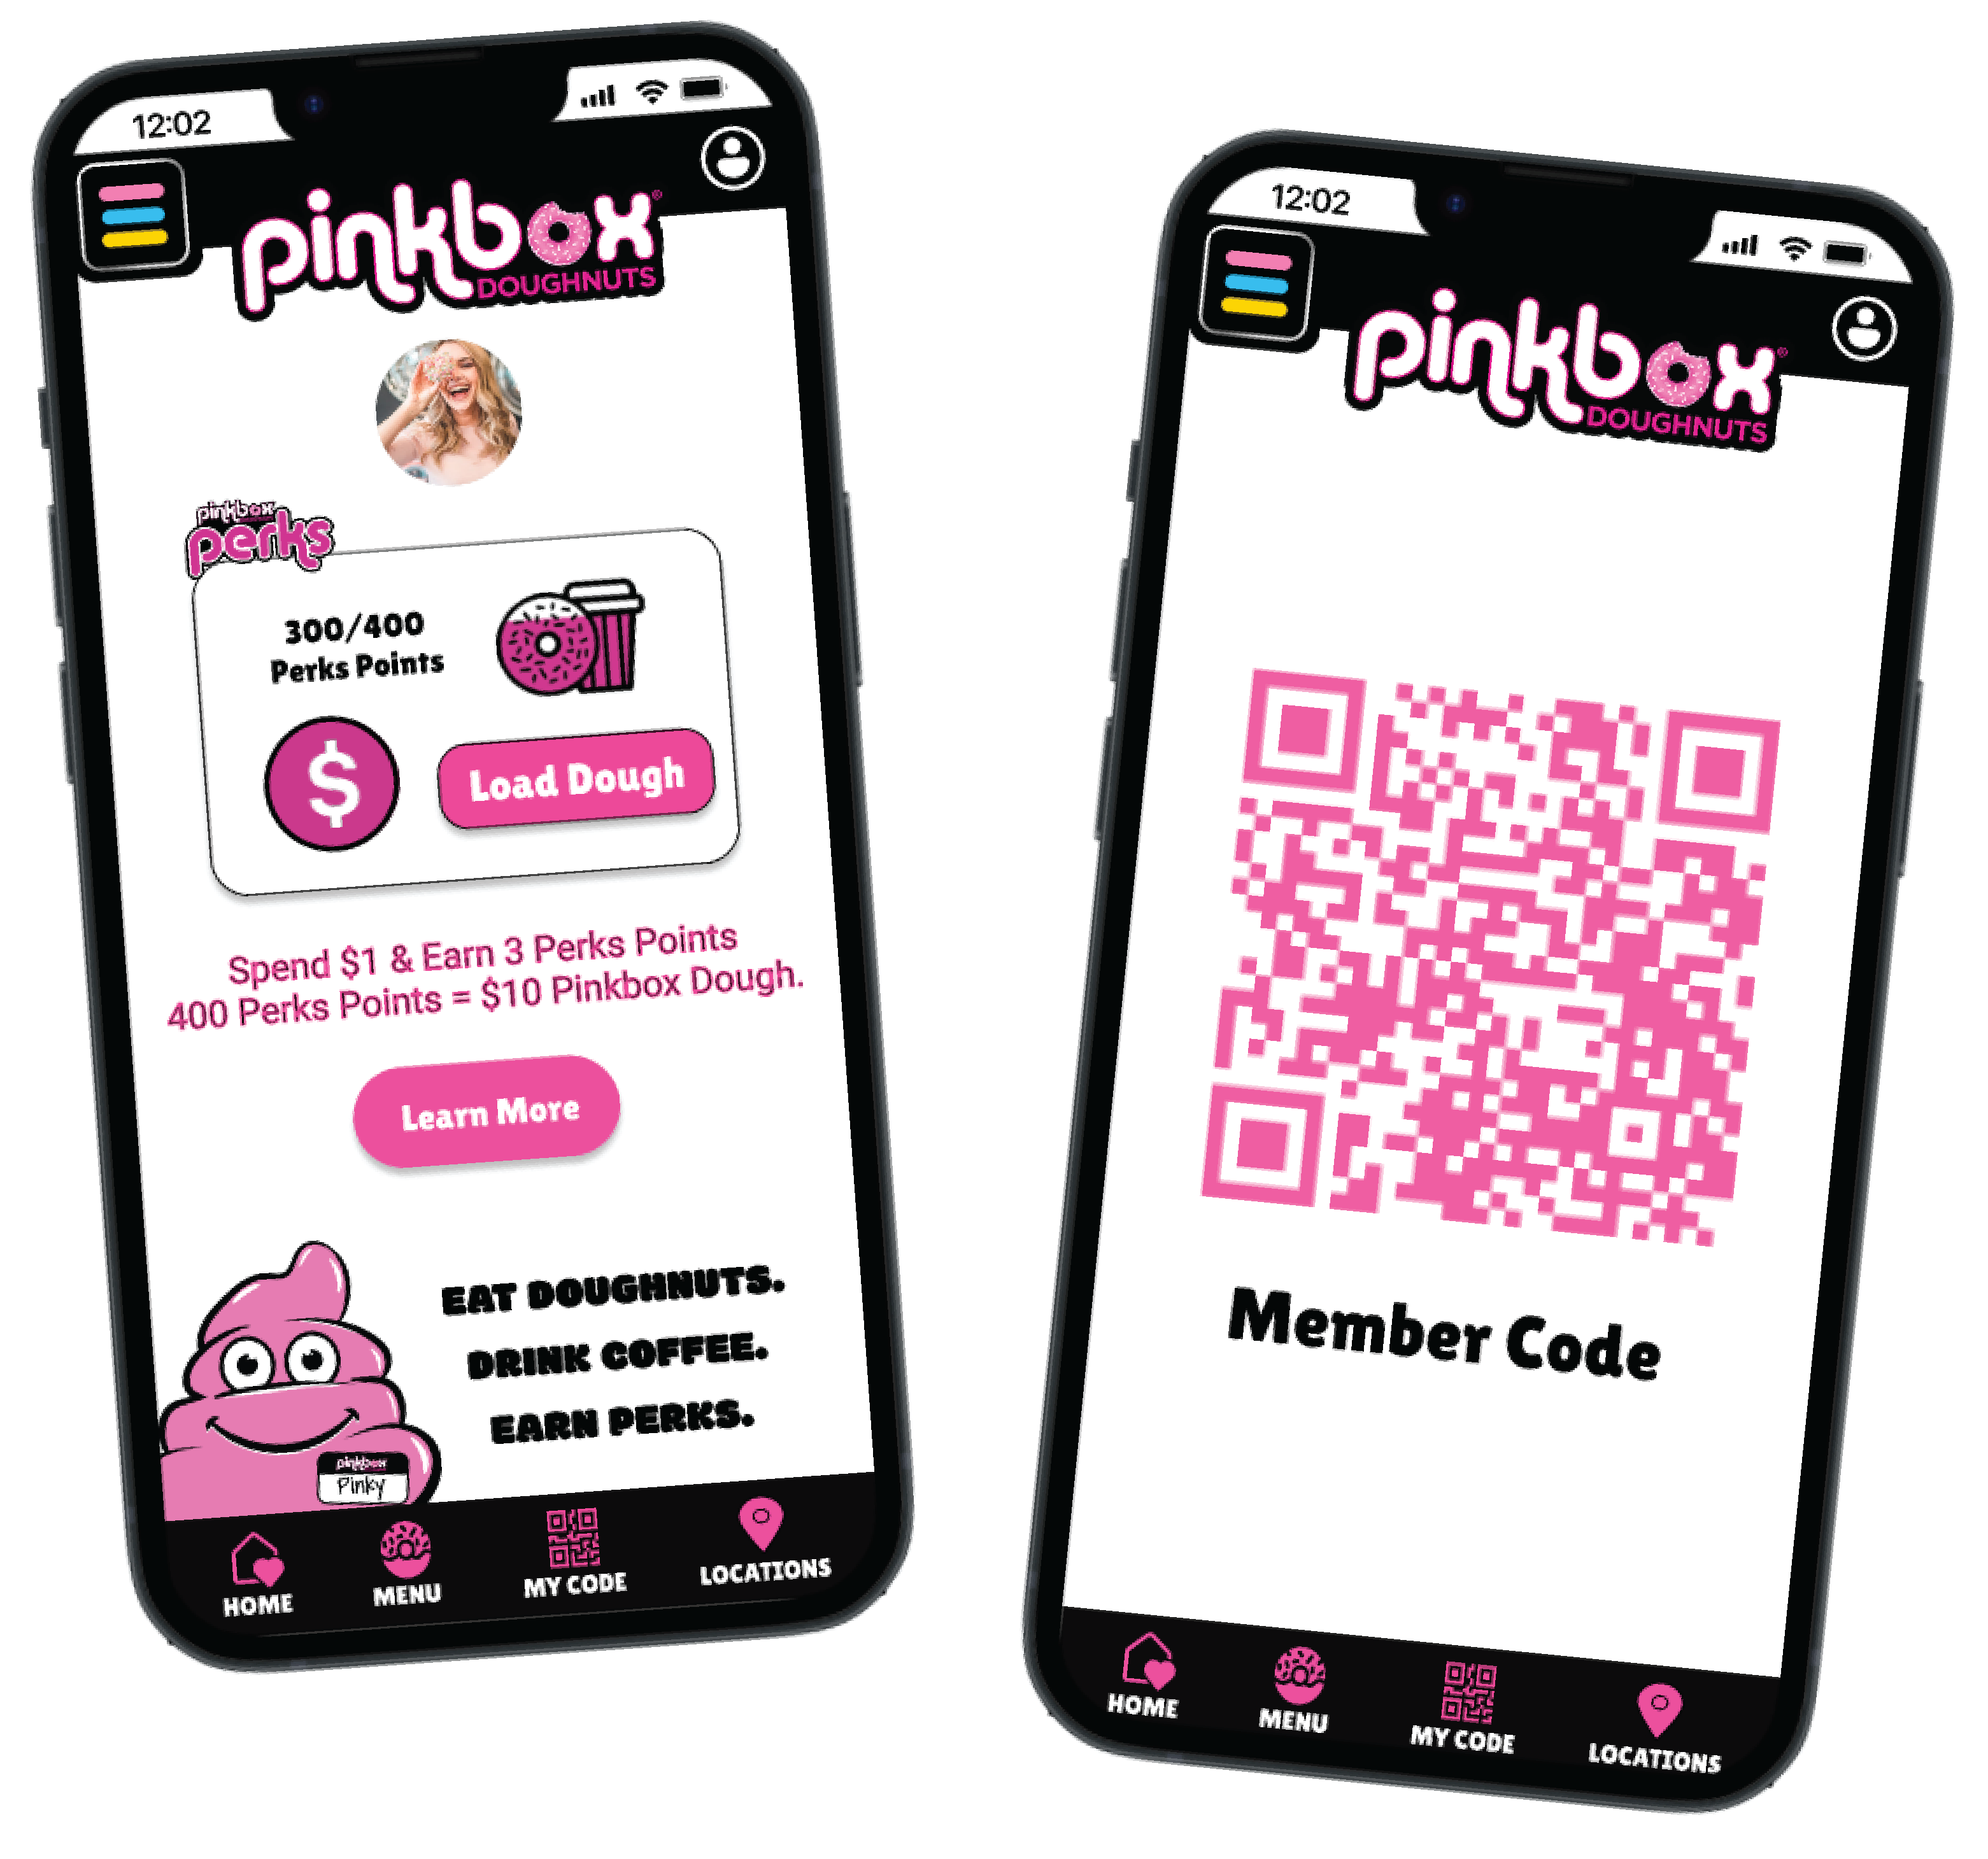 12:02
pinkbox®
DOUGHNUTS
pinkbox
perks
300/400
Perks Points
$
Load Dough
Spend $1 & Earn 3 Perks Points
400 Perks Points = $10 Pinkbox Dough.
Learn More
EAT DOUGHNUTS.
DRINK COFFEE.
EARN PERKS.
pinkbox
Pinky
HOME
MENU
MY CODE
LOCATIONS
12:02
pinkbox®
DOUGHNUTS
Member Code
HOME
MENU
MY CODE
LOCATIONS